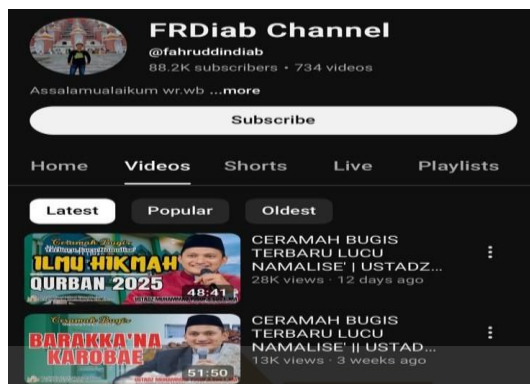 FRDiab Channel
@fahruddindiab
88.2K subscribers • 734 videos
Assalamualaikum wr.wb ...more
Subscribe
Home Videos Shorts Live Playlists
Latest Popular Oldest
Ceramah Bugis
ILMU HIKMAH
QURBAN 2025
48:41
CERAMAH BUGIS
TERBARU LUCU
NAMALISE' | USTADZ...
28K views · 12 days ago
Ceramah Bugis
BARAKKA'NA
KAROBAE
51:50
CERAMAH BUGIS
TERBARU LUCU
NAMALISE' || USTAD...
13K views · 3 weeks ago